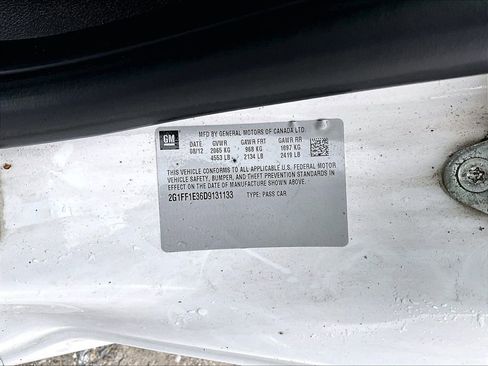 GM
MFD BY GENERAL MOTORS OF CANADA LTD.
DATE GVWR GAWR FRT GAWR RR
08/12 2065 KG 968 KG 1097 KG
4553 LB 2134 LB 2419 LB
THIS VEHICLE CONFORMS TO ALL APPLICABLE U.S. FEDERAL MOTOR
VEHICLE SAFETY, BUMPER, AND THEFT PREVENTION STANDARDS IN
EFFECT ON THE DATE OF MANUFACTURE SHOWN ABOVE.
2G1FF1E36D9131133 TYPE: PASS CAR